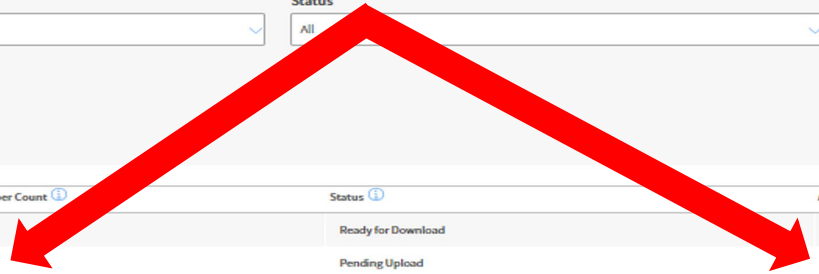 Status
All
er Count
Status
Ready for Download
Pending Upload